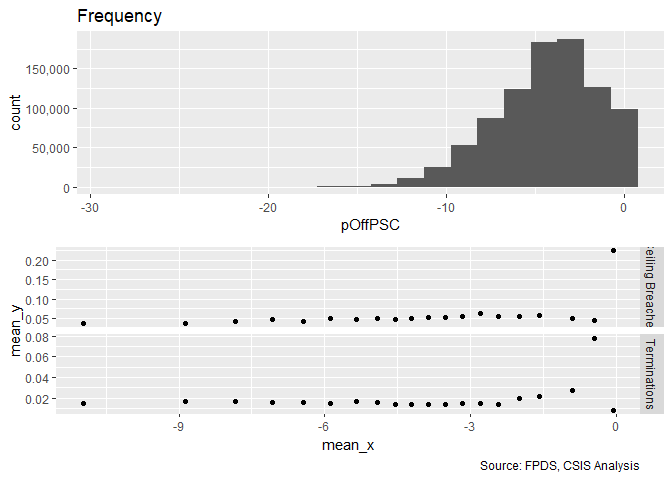 Frequency
150,000
100,000
50,000
0
count
-30
-20
-10
0
pOffPSC
0.20
0.15
0.10
0.05
eiling Breache
0.08
0.06
0.04
0.02
Terminations
mean_y
-9
-6
-3
0
mean_x
Source: FPDS, CSIS Analysis